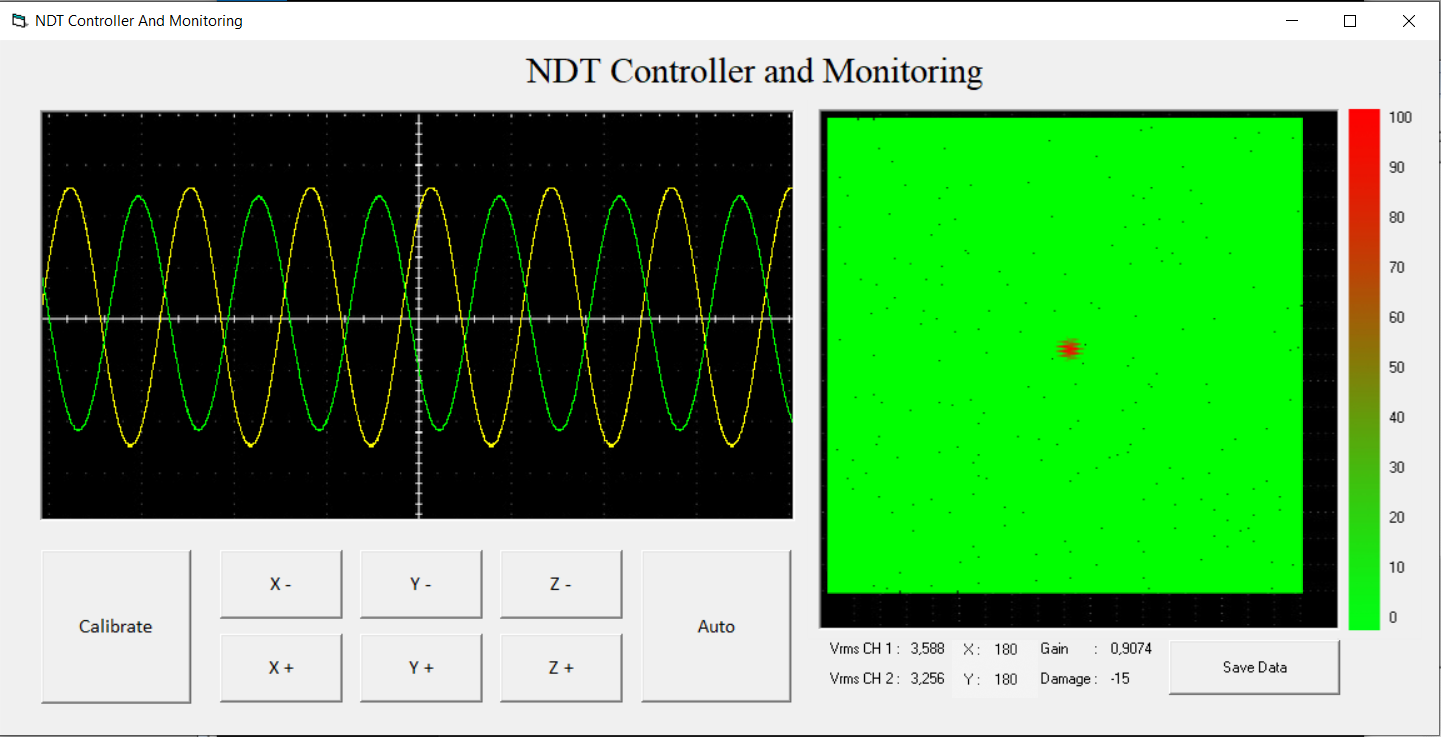 NDT Controller And Monitoring
NDT Controller and Monitoring
100
90
80
70
60
50
40
30
20
10
0
Calibrate
X -
Y -
Z -
X +
Y +
Z +
Auto
Vrms CH 1 : 3,588 X : 180 Gain : 0,9074
Vrms CH 2 : 3,256 Y : 180 Damage : -15
Save Data